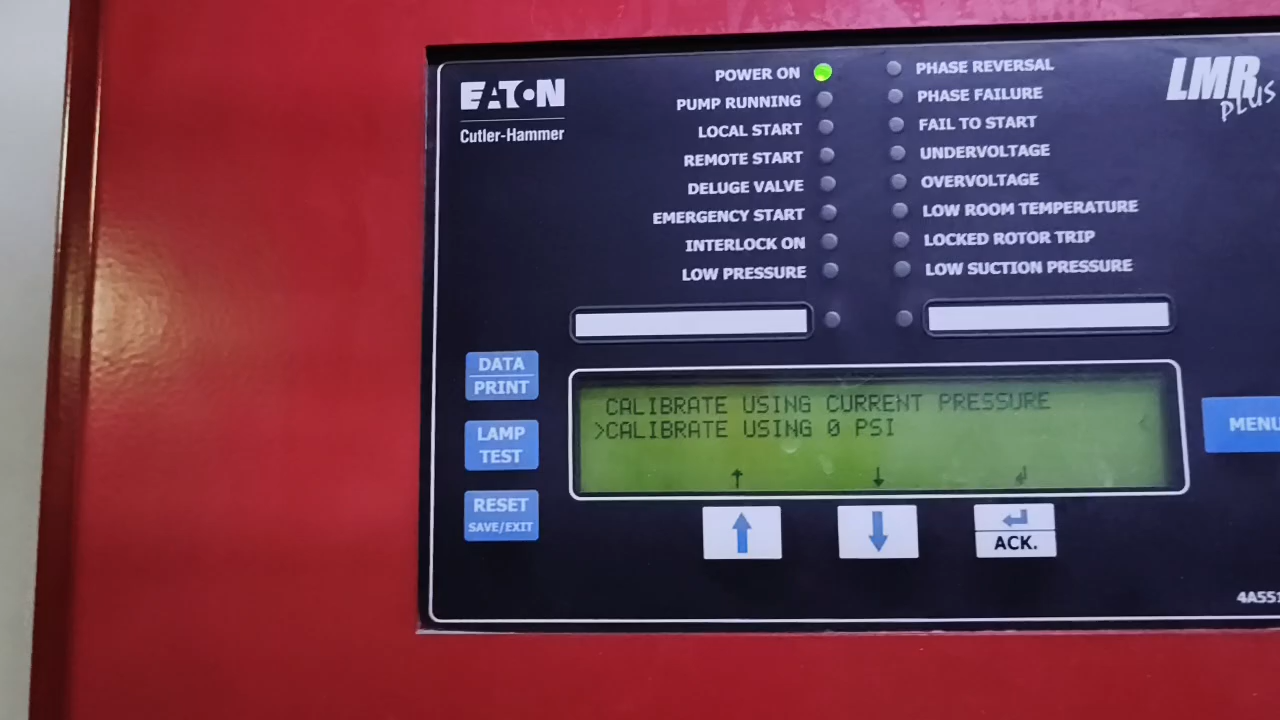 EATON
Cutler-Hammer
LMR
PLUS
POWER ON
PUMP RUNNING
LOCAL START
REMOTE START
DELUGE VALVE
EMERGENCY START
INTERLOCK ON
LOW PRESSURE
PHASE REVERSAL
PHASE FAILURE
FAIL TO START
UNDERVOLTAGE
OVERVOLTAGE
LOW ROOM TEMPERATURE
LOCKED ROTOR TRIP
LOW SUCTION PRESSURE
DATA
PRINT
LAMP
TEST
RESET
SAVE/EXIT
CALIBRATE USING CURRENT PRESSURE
>CALIBRATE USING 0 PSI <
↑ ↓ ↲
MENU
↑ ↓ ↲
ACK.
4A551